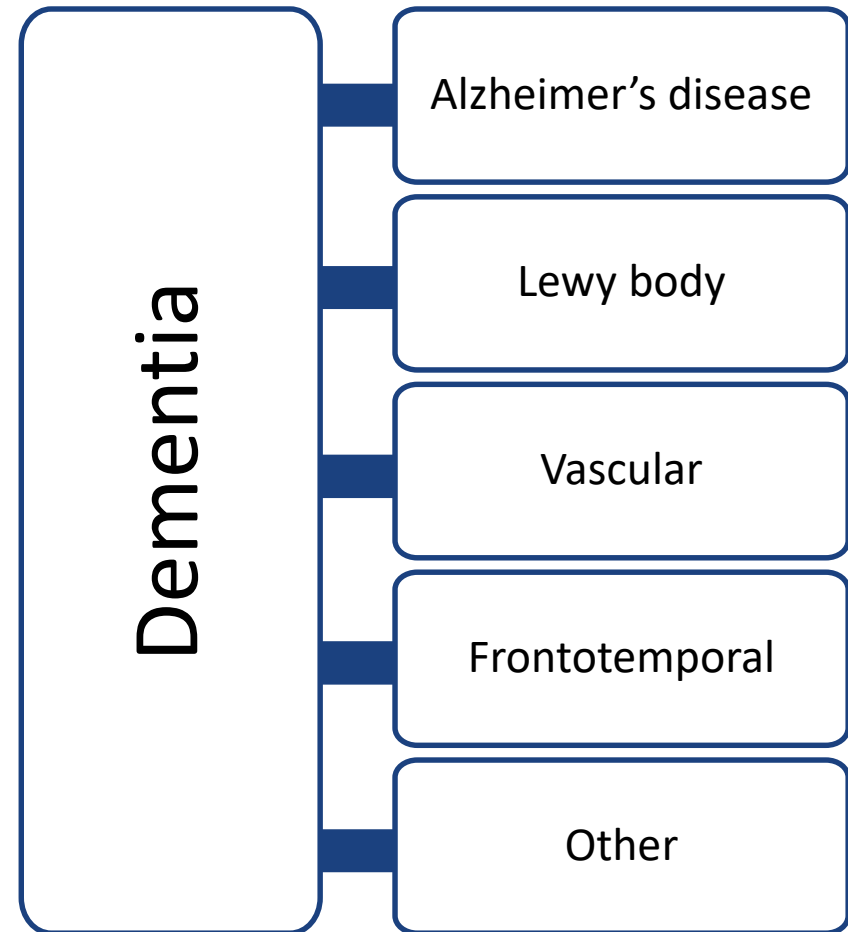 Dementia
Alzheimer’s disease
Lewy body
Vascular
Frontotemporal
Other